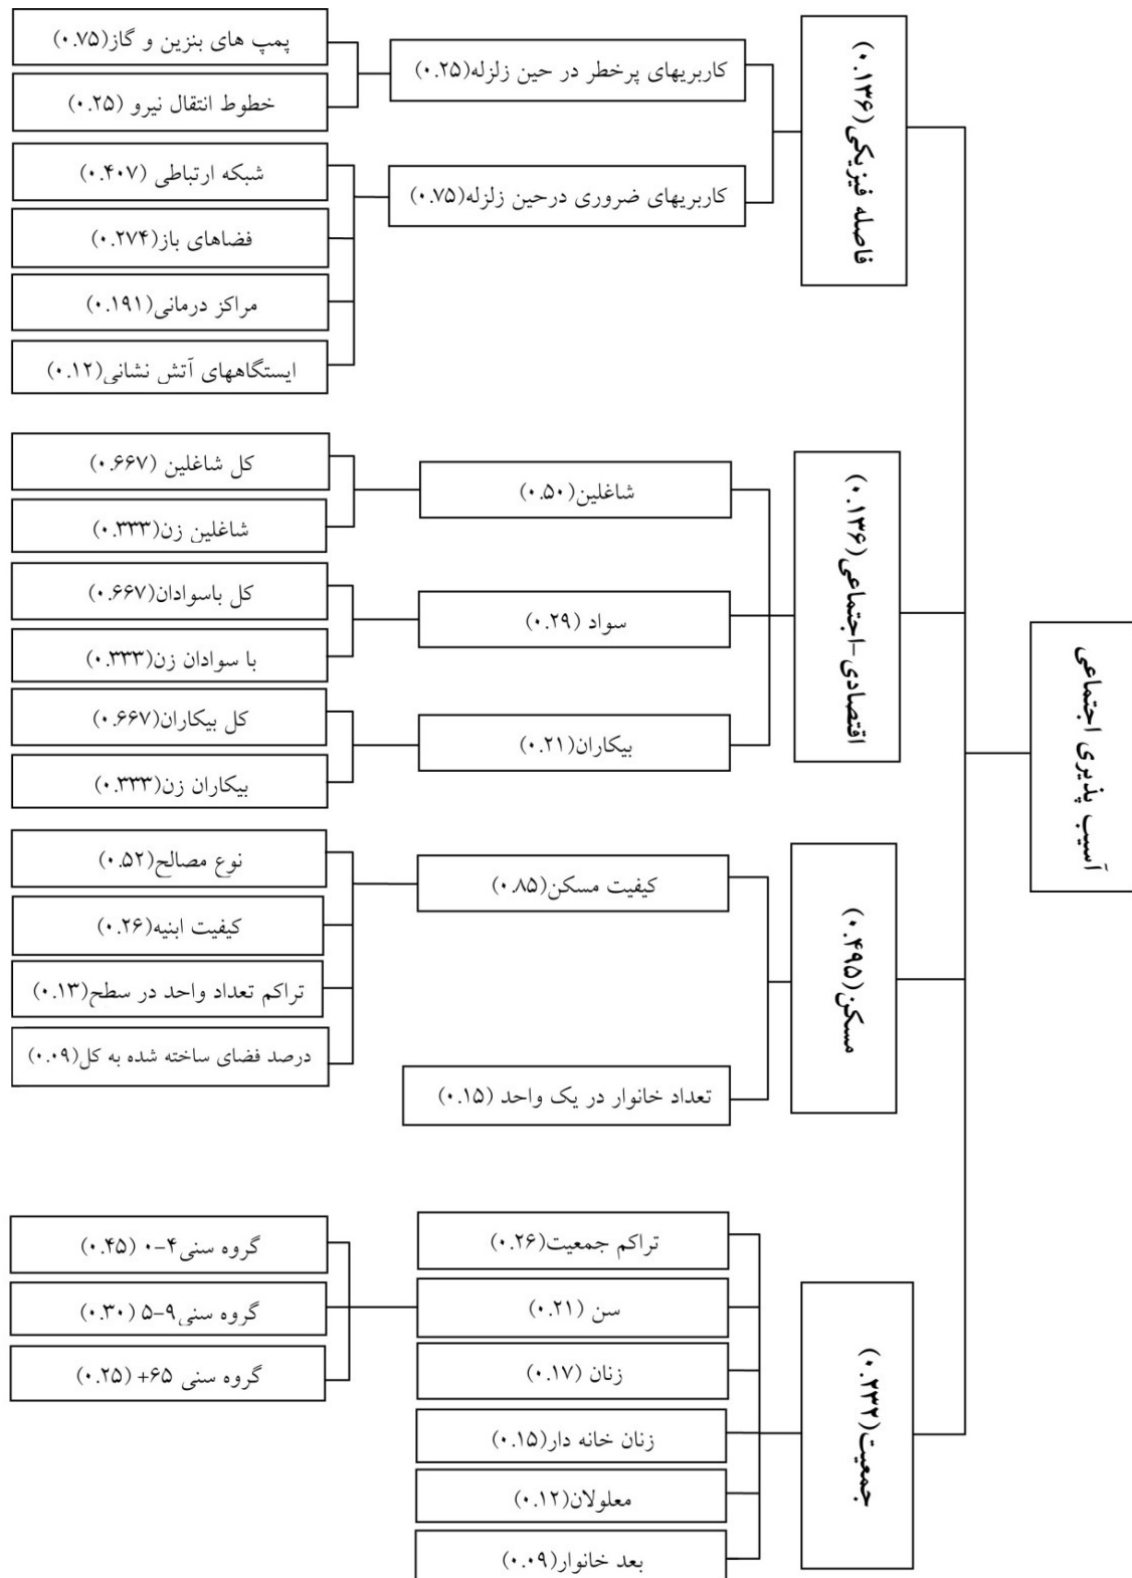 آسیب پذیری اجتماعی
فاصله فیزیکی(۰.۱۳۶)
کاربریهای پرخطر در حین زلزله(۰.۲۵)
پمپ های بنزین و گاز(۰.۷۵)
خطوط انتقال نیرو (۰.۲۵)
کاربریهای ضروری درحین زلزله(۰.۷۵)
شبکه ارتباطی (۰.۴۰۷)
فضاهای باز(۰.۲۷۴)
مراکز درمانی(۰.۱۹۱)
ایستگاههای آتش نشانی(۰.۱۲)
اقتصادی-اجتماعی(۰.۱۳۶)
شاغلین(۰.۵۰)
کل شاغلین (۰.۶۶۷)
شاغلین زن(۰.۳۳۳)
سواد (۰.۲۹)
کل باسوادان(۰.۶۶۷)
با سوادان زن(۰.۳۳۳)
بیکاران(۰.۲۱)
کل بیکاران(۰.۶۶۷)
بیکاران زن(۰.۳۳۳)
مسکن(۰.۴۹۵)
کیفیت مسکن(۰.۸۵)
نوع مصالح(۰.۵۲)
کیفیت ابنیه(۰.۲۶)
تراکم تعداد واحد در سطح(۰.۱۳)
درصد فضای ساخته شده به کل(۰.۰۹)
تعداد خانوار در یک واحد (۰.۱۵)
جمعیت(۰.۲۳۲)
تراکم جمعیت(۰.۲۶)
سن (۰.۲۱)
گروه سنی۴-۰ (۰.۴۵)
گروه سنی۹-۵ (۰.۳۰)
گروه سنی ۶۵+ (۰.۲۵)
زنان (۰.۱۷)
زنان خانه دار(۰.۱۵)
معلولان(۰.۱۲)
بعد خانوار(۰.۰۹)